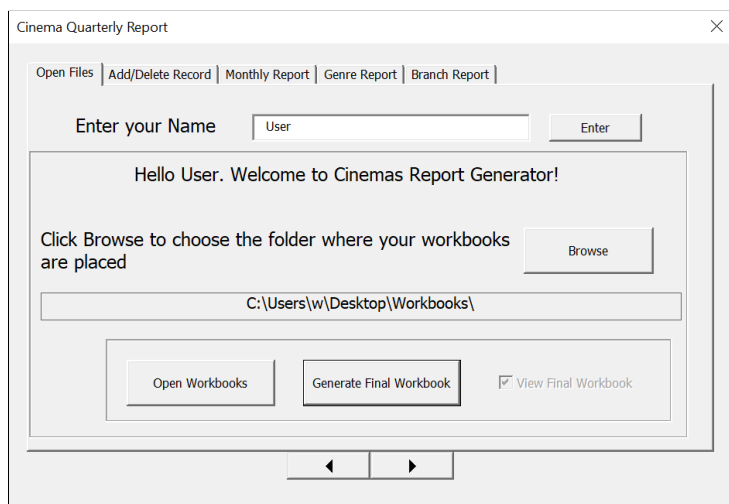 Cinema Quarterly Report
Open Files Add/Delete Record Monthly Report Genre Report Branch Report
Enter your Name User Enter
Hello User. Welcome to Cinemas Report Generator!
Click Browse to choose the folder where your workbooks
are placed
Browse
C:\Users\w\Desktop\Workbooks\
Open Workbooks Generate Final Workbook View Final Workbook